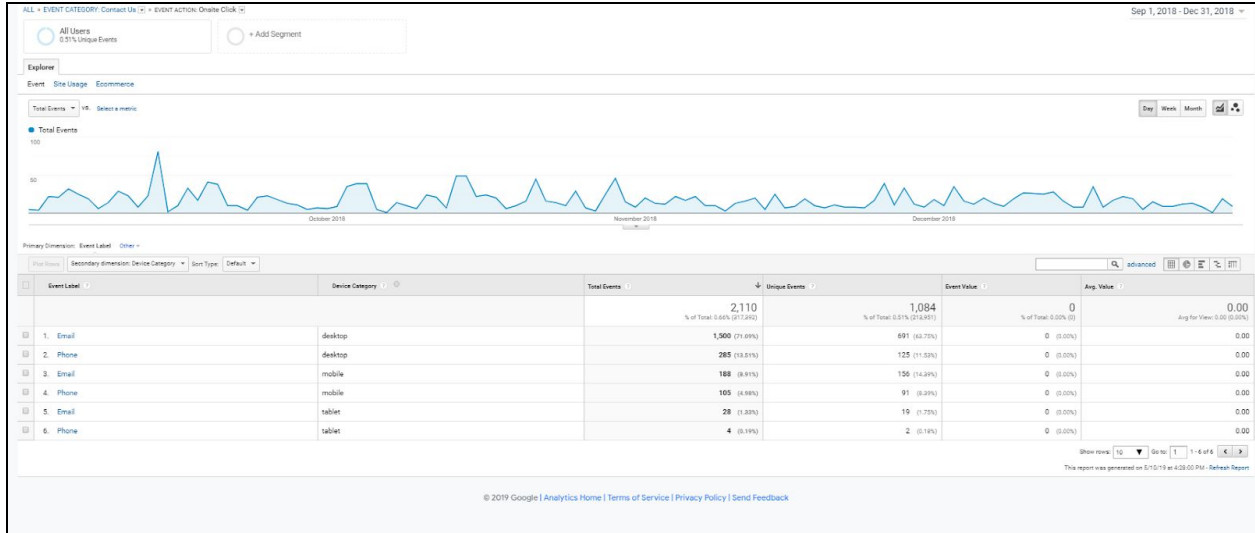 ALL » EVENT CATEGORY: Contact Us » EVENT ACTION: Onsite Click
Sep 1, 2018 - Dec 31, 2018
All Users
0.51% Unique Events
+ Add Segment
Explorer
Event Site Usage Ecommerce
Total Events VS. Select a metric
Day Week Month
Total Events
100
50
October 2018 November 2018 December 2018
Primary Dimension: Event Label Other
Plot Rows Secondary dimension: Device Category Sort Type: Default advanced
Event Label Device Category Total Events Unique Events Event Value Avg. Value
2,110 1,084 0 0.00
% of Total: 0.66% (317,392) % of Total: 0.51% (213,951) % of Total: 0.00% (0) Avg for View: 0.00 (0.00%)
1. Email desktop 1,500 (71.09%) 691 (63.75%) 0 (0.00%) 0.00
2. Phone desktop 285 (13.51%) 125 (11.53%) 0 (0.00%) 0.00
3. Email mobile 188 (8.91%) 156 (14.39%) 0 (0.00%) 0.00
4. Phone mobile 105 (4.98%) 91 (8.39%) 0 (0.00%) 0.00
5. Email tablet 28 (1.33%) 19 (1.75%) 0 (0.00%) 0.00
6. Phone tablet 4 (0.19%) 2 (0.18%) 0 (0.00%) 0.00
Show rows: 10 Go to: 1 1 - 6 of 6
This report was generated on 5/10/19 at 4:28:00 PM - Refresh Report
© 2019 Google | Analytics Home | Terms of Service | Privacy Policy | Send Feedback